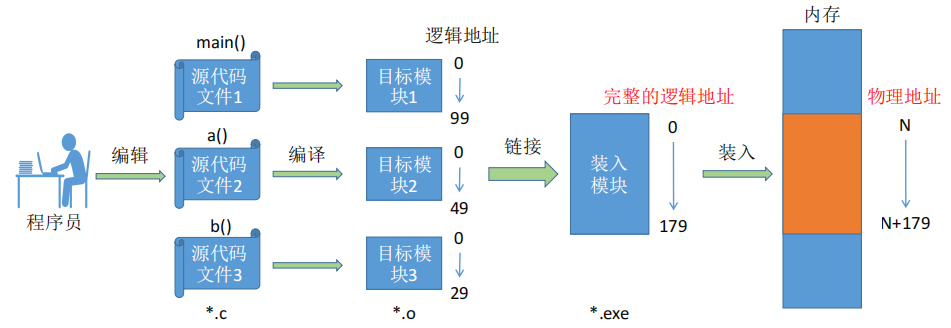 内存
main()
逻辑地址
源代码
文件1
目标模
块1
0
99
完整的逻辑地址
物理地址
a()
编辑
源代码
文件2
编译
目标模
块2
0
49
链接
装入
模块
0
179
装入
N
N+179
程序员
b()
源代码
文件3
目标模
块3
0
29
*.c
*.o
*.exe